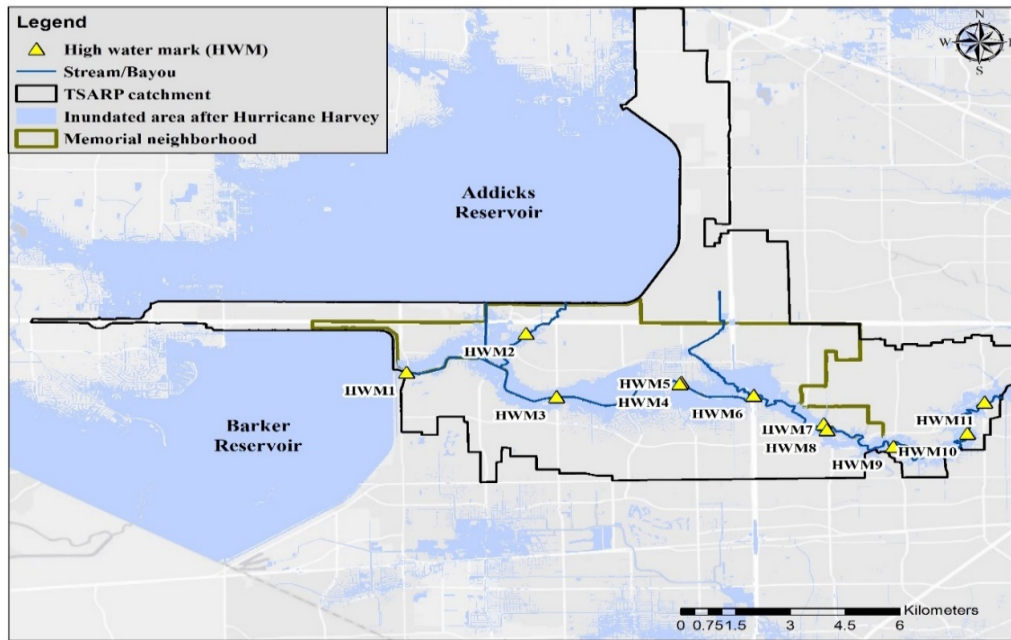 Legend
High water mark (HWM)
Stream/Bayou
TSARP catchment
Inundated area after Hurricane Harvey
Memorial neighborhood
N
W
E
S
Addicks
Reservoir
Barker
Reservoir
HWM1
HWM2
HWM3
HWM5
HWM4
HWM6
HWM7
HWM8
HWM9
HWM10
HWM11
Kilometers
0 0.75 1.5 3 4.5 6